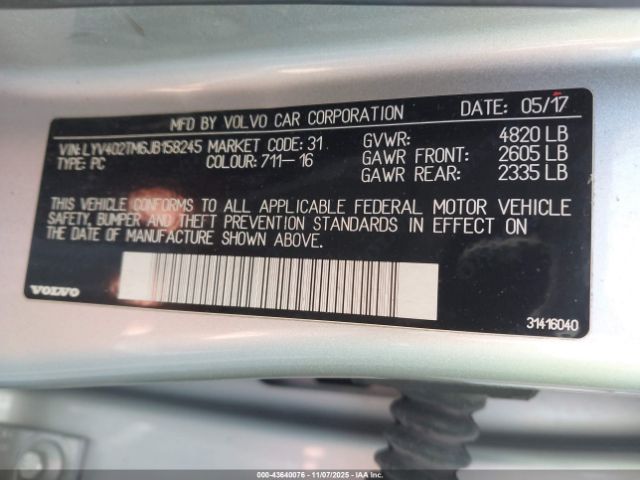 MFD BY VOLVO CAR CORPORATION DATE: 05/17
VIN: LYV402TM6JB158245 MARKET CODE: 31 GVWR: 4820 LB
TYPE: PC COLOUR: 711-16 GAWR FRONT: 2605 LB
GAWR REAR: 2335 LB
THIS VEHICLE CONFORMS TO ALL APPLICABLE FEDERAL MOTOR VEHICLE
SAFETY, BUMPER AND THEFT PREVENTION STANDARDS IN EFFECT ON
THE DATE OF MANUFACTURE SHOWN ABOVE.
VOLVO
31416040
000-43640076 - 11/07/2025 - IAAI.COM